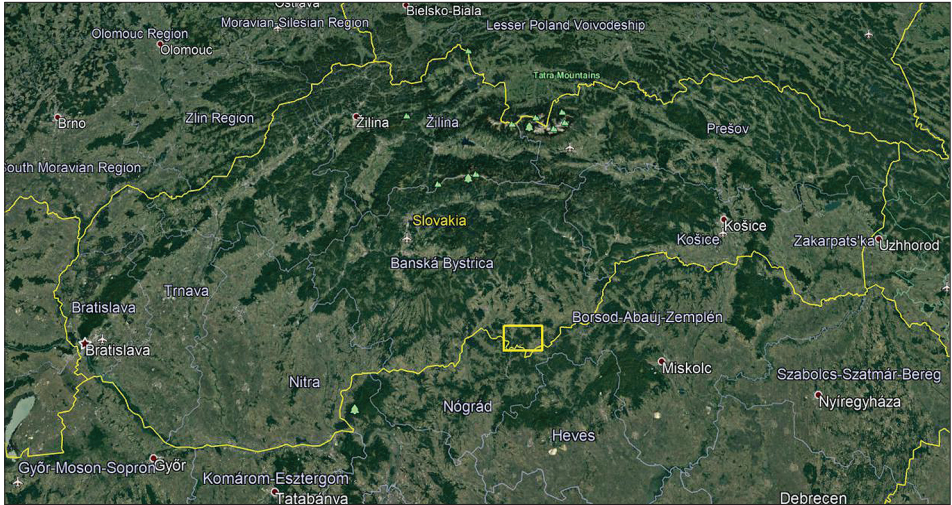 Ostrava
Bielsko-Biala
Moravian-Silesian Region
Lesser Poland Voivodeship
Olomouc Region
Olomouc
Tatra Mountains
Brno
Zlín Region
Žilina
Žilina
Prešov
South Moravian Region
Slovakia
Košice
Košice
Zakarpats'ka
Uzhhorod
Banská Bystrica
Trnava
Bratislava
Borsod-Abaúj-Zemplén
Bratislava
Miskolc
Nitra
Szabolcs-Szatmár-Bereg
Nógrád
Nyíregyháza
Heves
Győr-Moson-Sopron
Győr
Komárom-Esztergom
Tatabánya
Debrecen